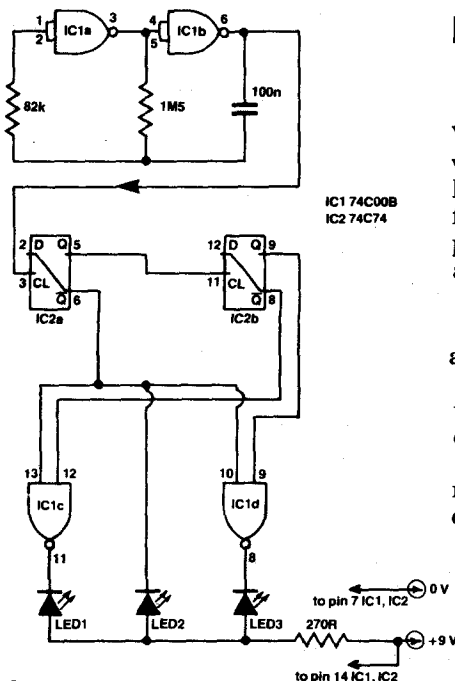 1 IC1a 3 4 IC1b 6
2 5
82k 1M5 100n
IC1 74C00B
IC2 74C74
2 D Q 5 12 D Q 9
3 CL 11 CL
Q̅ 6 Q̅ 8
IC2a IC2b
13 12 10 9
IC1c IC1d
11 8
0 V
to pin 7 IC1, IC2
LED1 LED2 LED3 270R +9 V
to pin 14 IC1, IC2